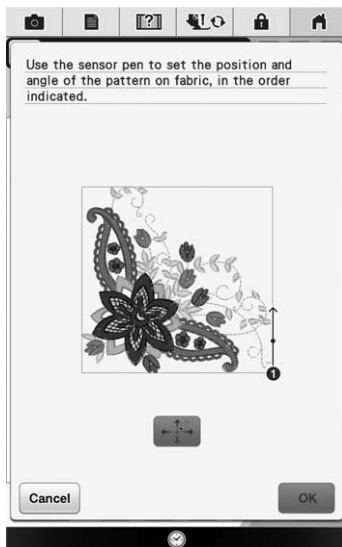 Use the sensor pen to set the position and
angle of the pattern on fabric, in the order
indicated.
1
Cancel
OK